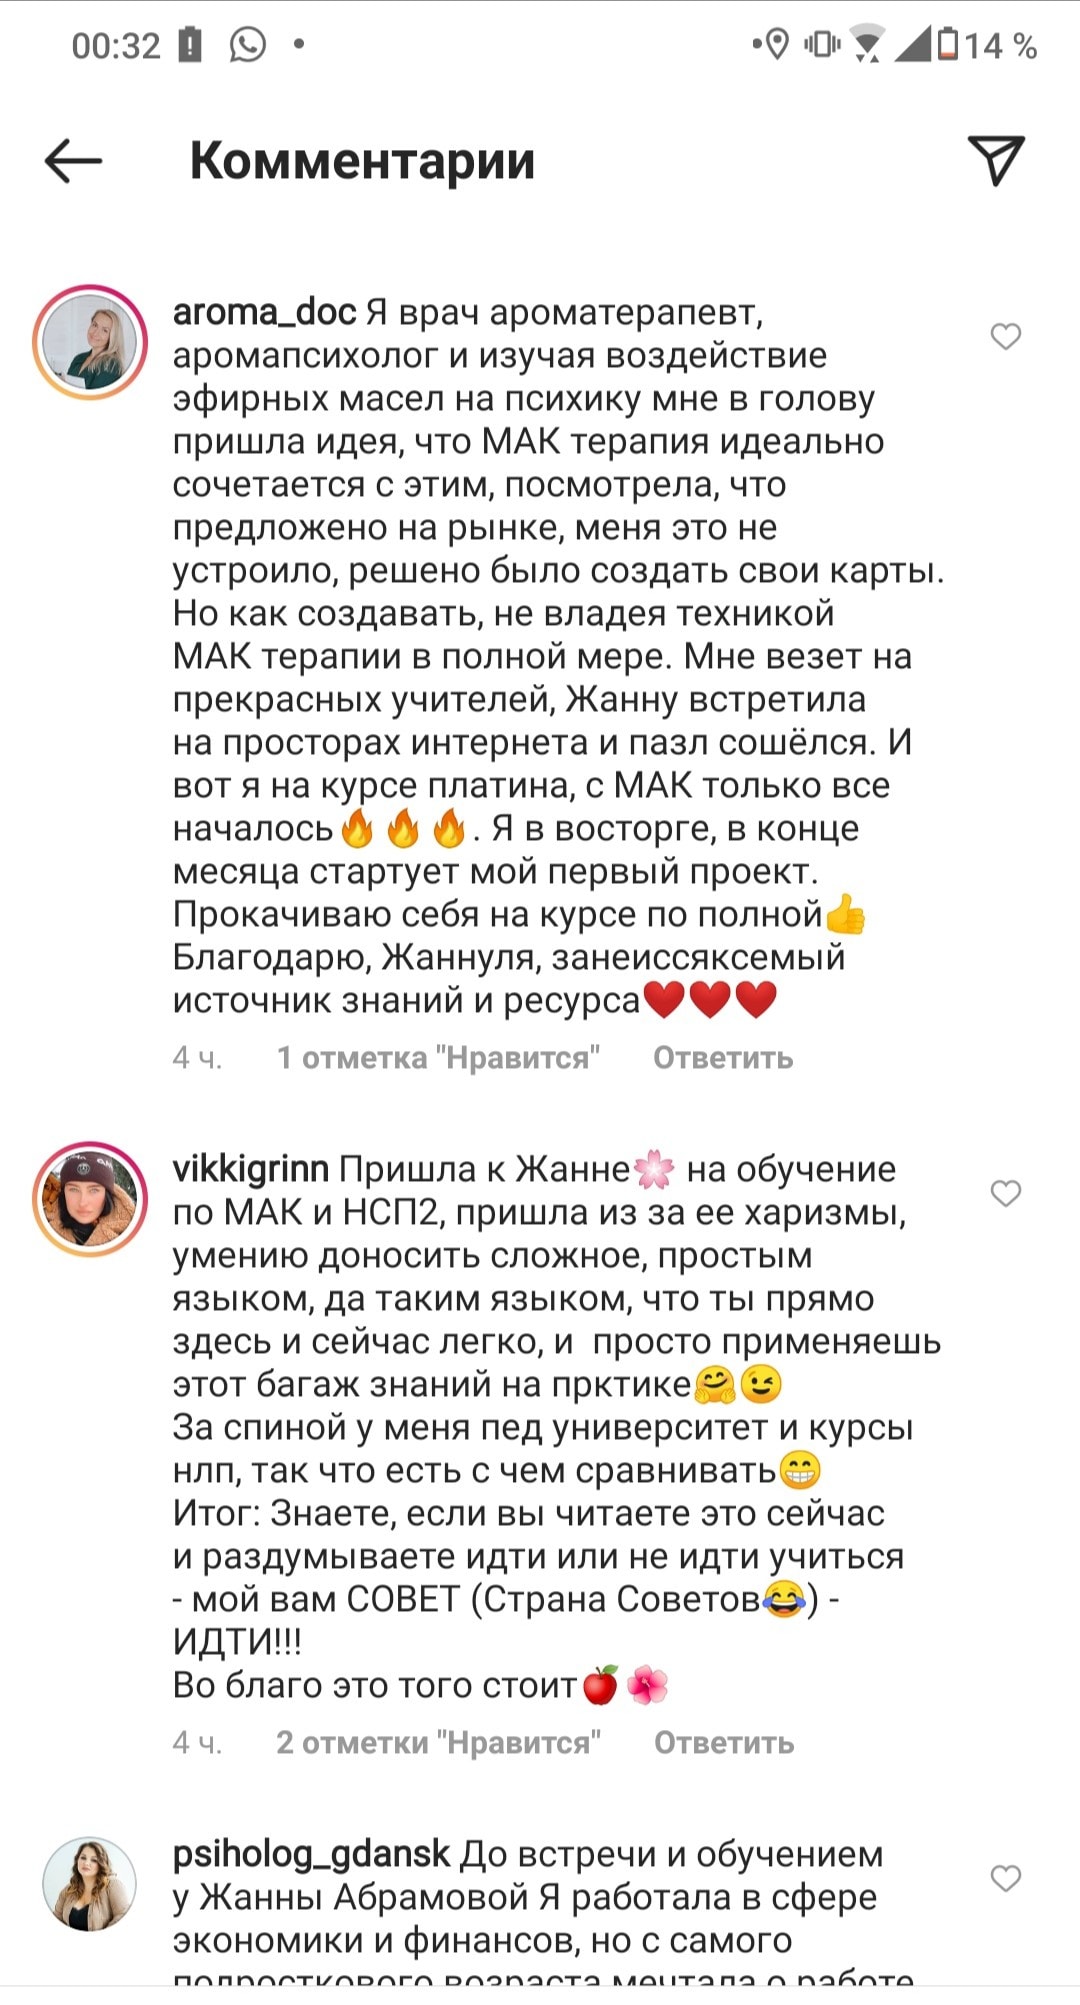 00:32 14 %
Комментарии
aroma_doc Я врач ароматерапевт,
аромапсихолог и изучая воздействие
эфирных масел на психику мне в голову
пришла идея, что МАК терапия идеально
сочетается с этим, посмотрела, что
предложено на рынке, меня это не
устроило, решено было создать свои карты.
Но как создавать, не владея техникой
МАК терапии в полной мере. Мне везет на
прекрасных учителей, Жанну встретила
на просторах интернета и пазл сошёлся. И
вот я на курсе платина, с МАК только все
началось🔥🔥🔥. Я в восторге, в конце
месяца стартует мой первый проект.
Прокачиваю себя на курсе по полной👍
Благодарю, Жаннуля, занеиссяксемый
источник знаний и ресурса❤️❤️❤️
4 ч. 1 отметка "Нравится" Ответить
vikkigrinn Пришла к Жанне🌸 на обучение
по МАК и НСП2, пришла из за ее харизмы,
умению доносить сложное, простым
языком, да таким языком, что ты прямо
здесь и сейчас легко, и  просто применяешь
этот багаж знаний на прктике🤗😉
За спиной у меня пед университет и курсы
нлп, так что есть с чем сравнивать😁
Итог: Знаете, если вы читаете это сейчас
и раздумываете идти или не идти учиться
- мой вам СОВЕТ (Страна Советов😂) -
ИДТИ!!!
Во благо это того стоит🍎🌺
4 ч. 2 отметки "Нравится" Ответить
psiholog_gdansk До встречи и обучением
у Жанны Абрамовой Я работала в сфере
экономики и финансов, но с самого
подросткового возраста мечтала о работе